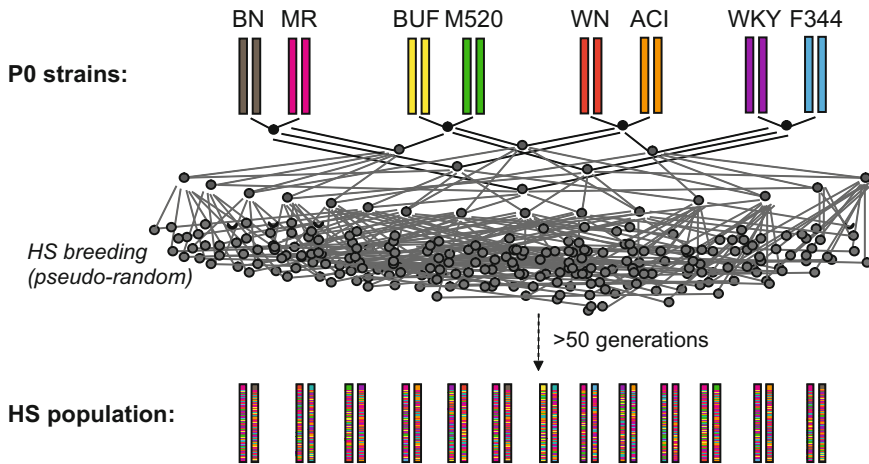 BN MR BUF M520 WN ACI WKY F344
P0 strains:
HS breeding
(pseudo-random)
>50 generations
HS population: